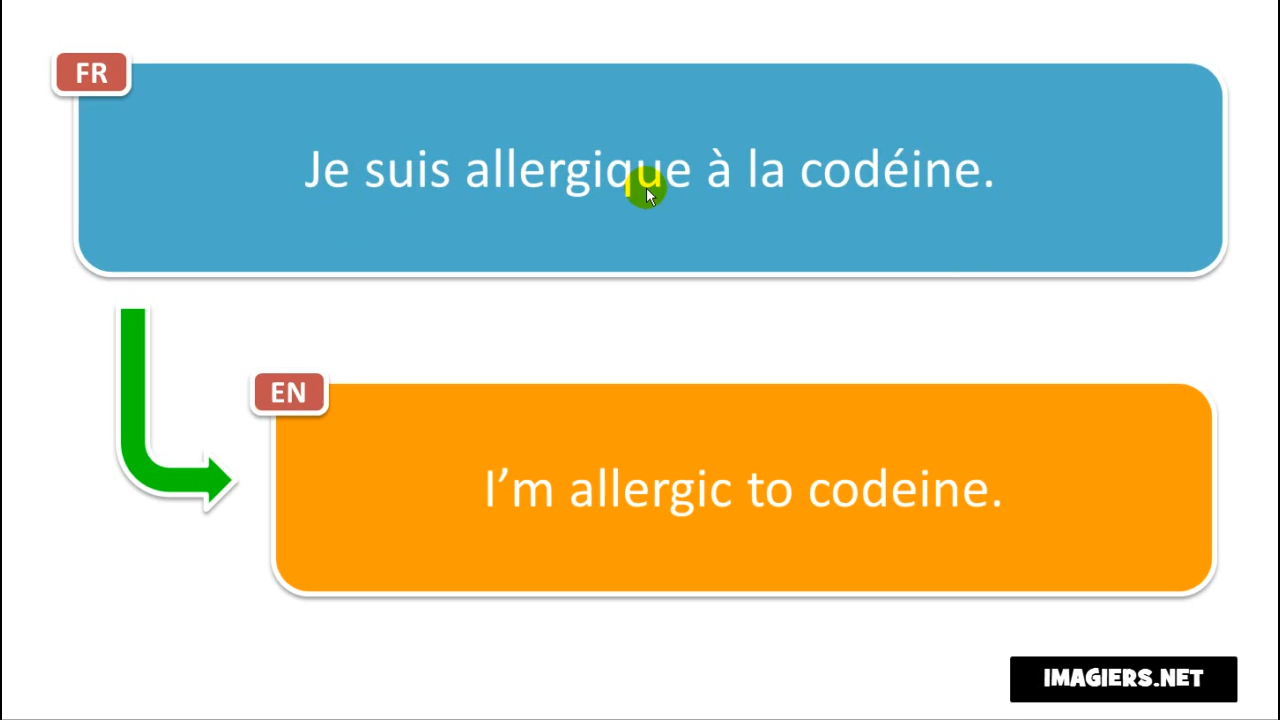 FR
Je suis allergique à la codéine.
EN
I’m allergic to codeine.
IMAGIERS.NET